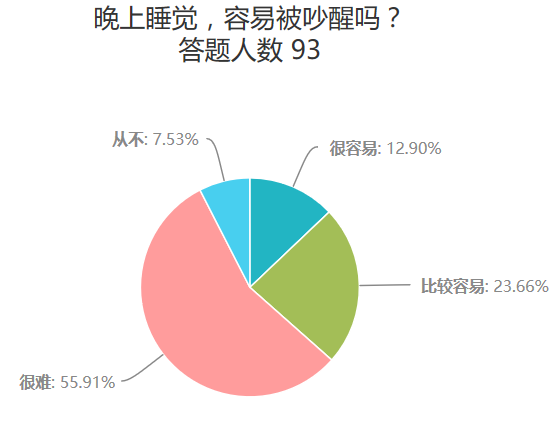 晚上睡觉，容易被吵醒吗？
答题人数 93
从不: 7.53%
很容易: 12.90%
比较容易: 23.66%
很难: 55.91%